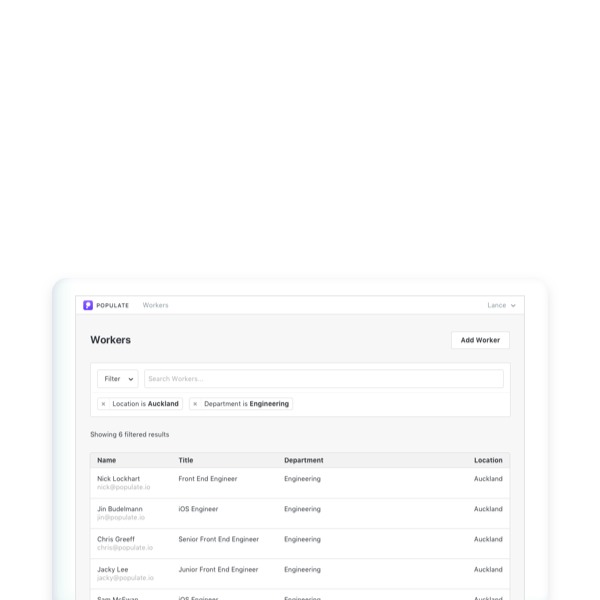 POPULATE Workers Lance
Workers Add Worker
Filter Search Workers...
× Location is Auckland × Department is Engineering
Showing 6 filtered results
Name Title Department Location
Nick Lockhart Front End Engineer Engineering Auckland
nick@populate.io
Jin Budelmann iOS Engineer Engineering Auckland
jin@populate.io
Chris Greeff Senior Front End Engineer Engineering Auckland
chris@populate.io
Jacky Lee Junior Front End Engineer Engineering Auckland
jacky@populate.io
Sam McEwan iOS Engineer Engineering Auckland